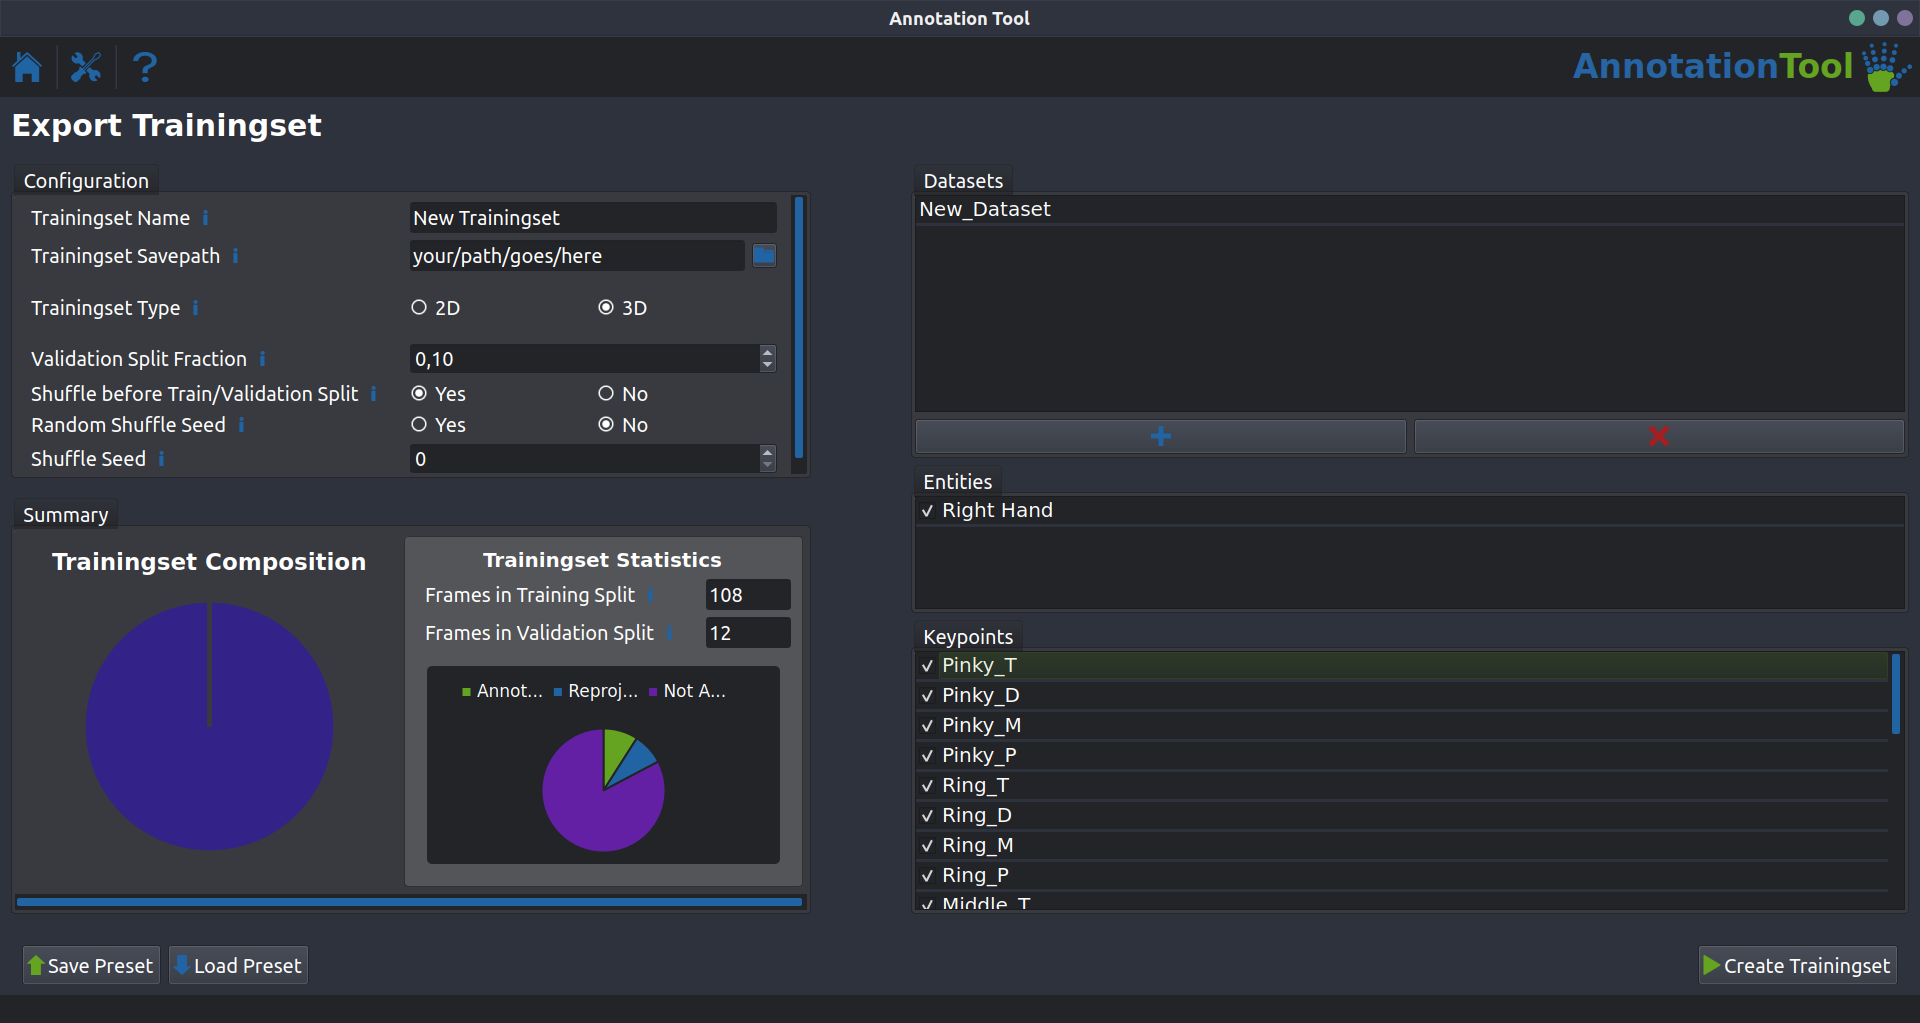 Annotation Tool
AnnotationTool
Export Trainingset
Configuration
Trainingset Name
New Trainingset
Trainingset Savepath
your/path/goes/here
Trainingset Type
2D
3D
Validation Split Fraction
0,10
Shuffle before Train/Validation Split
Yes
No
Random Shuffle Seed
Yes
No
Shuffle Seed
0
Summary
Trainingset Composition
Trainingset Statistics
Frames in Training Split
108
Frames in Validation Split
12
Annot...
Reproj...
Not A...
Datasets
New_Dataset
Entities
Right Hand
Keypoints
Pinky_T
Pinky_D
Pinky_M
Pinky_P
Ring_T
Ring_D
Ring_M
Ring_P
Middle_T
Save Preset
Load Preset
Create Trainingset